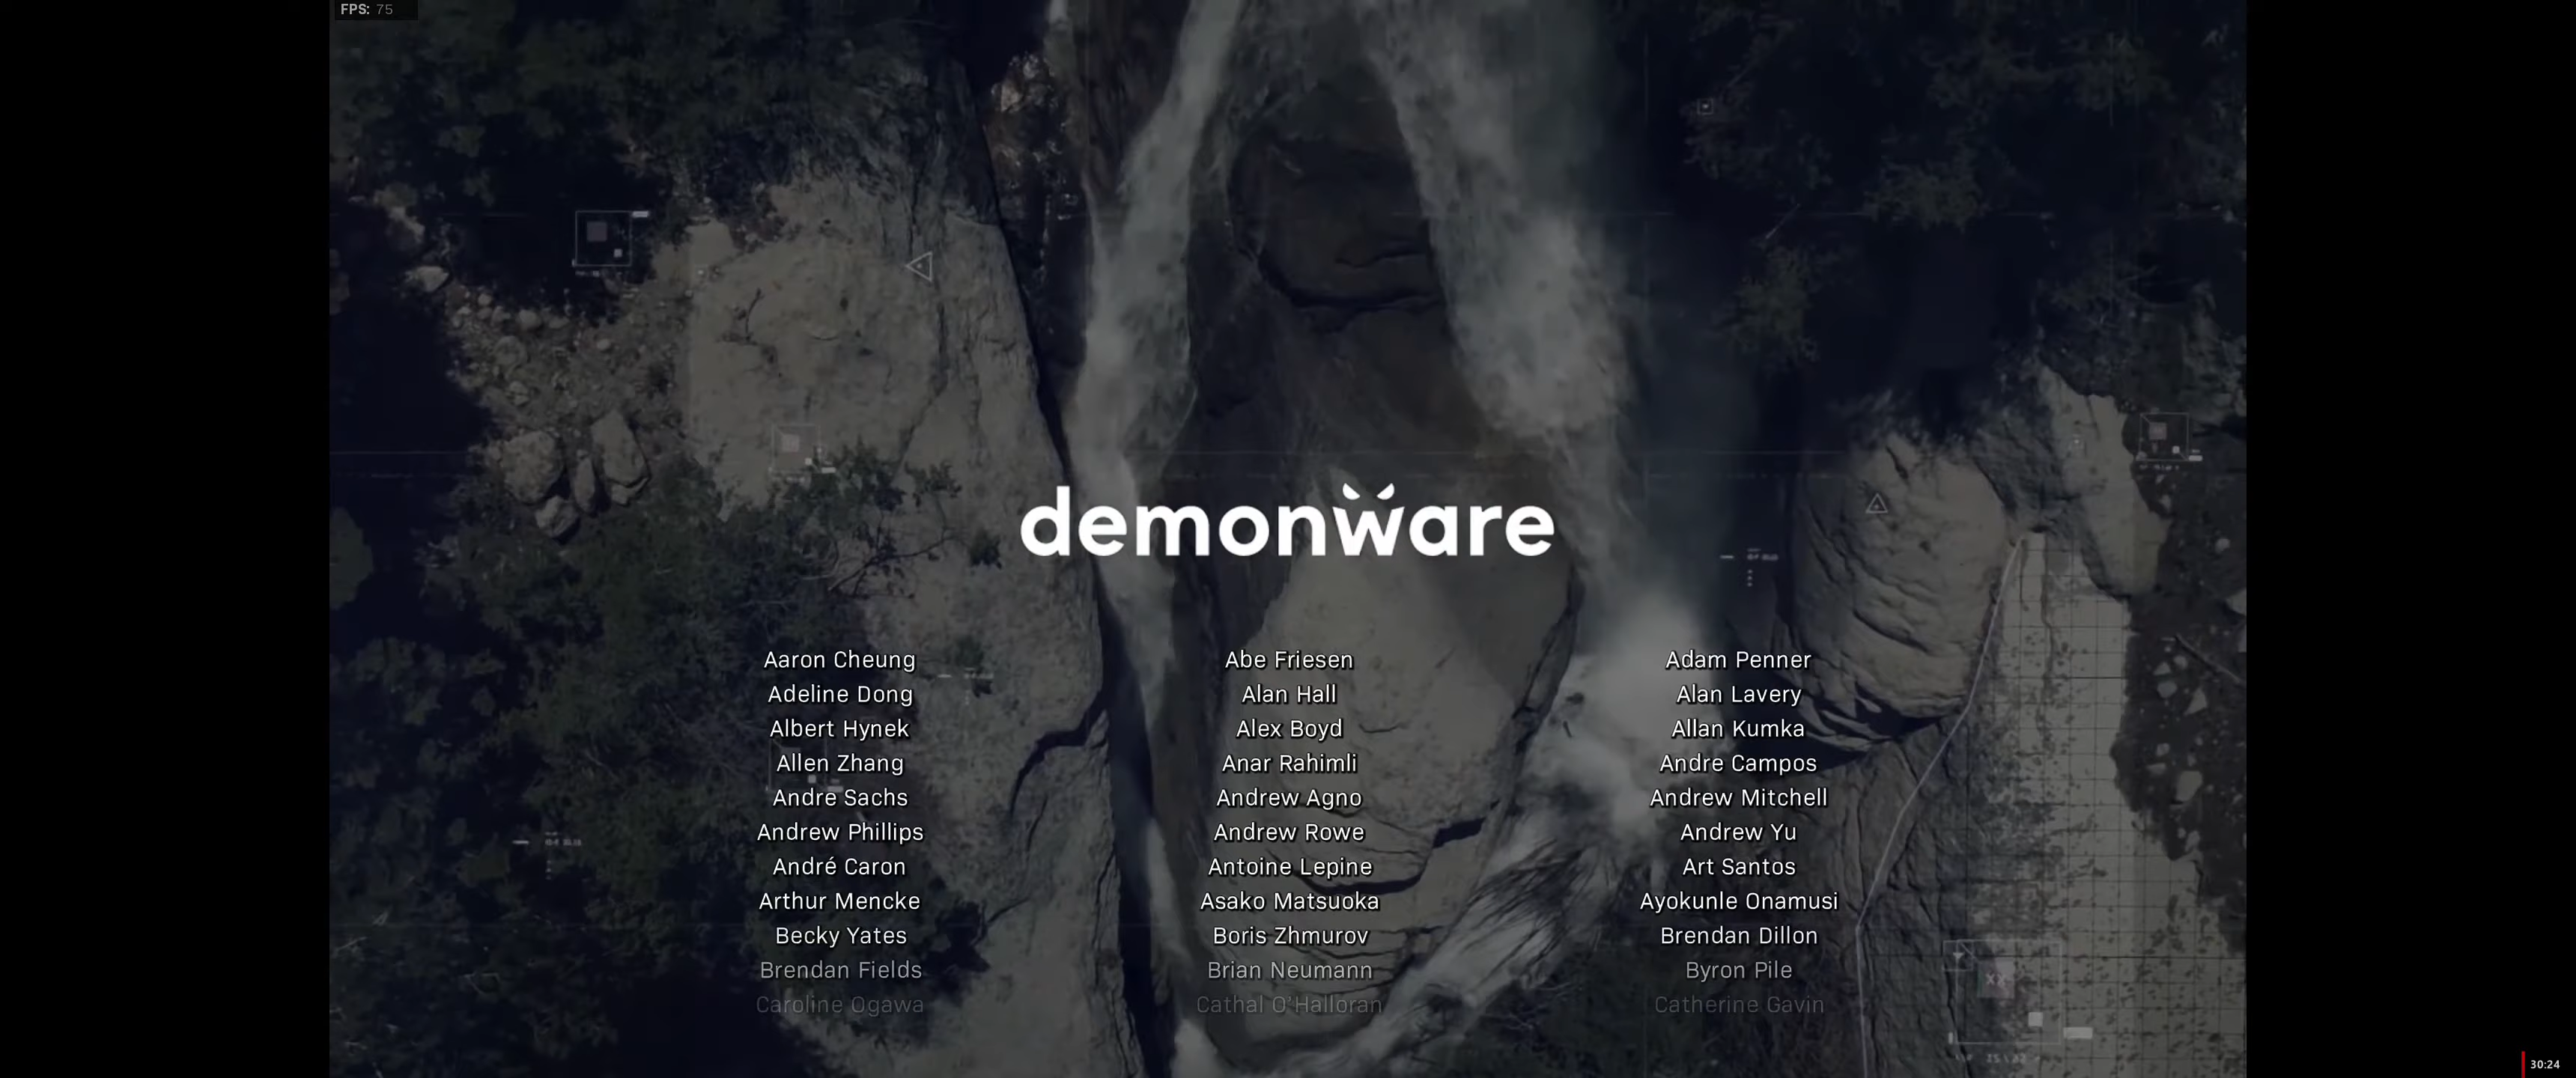 FPS: 75
demonware
Aaron Cheung Abe Friesen Adam Penner
Adeline Dong Alan Hall Alan Lavery
Albert Hynek Alex Boyd Allan Kumka
Allen Zhang Anar Rahimli Andre Campos
Andre Sachs Andrew Agno Andrew Mitchell
Andrew Phillips Andrew Rowe Andrew Yu
André Caron Antoine Lepine Art Santos
Arthur Mencke Asako Matsuoka Ayokunle Onamusi
Becky Yates Boris Zhmurov Brendan Dillon
Brendan Fields Brian Neumann Byron Pile
Caroline Ogawa Cathal O'Halloran Catherine Gavin
XX
30:24